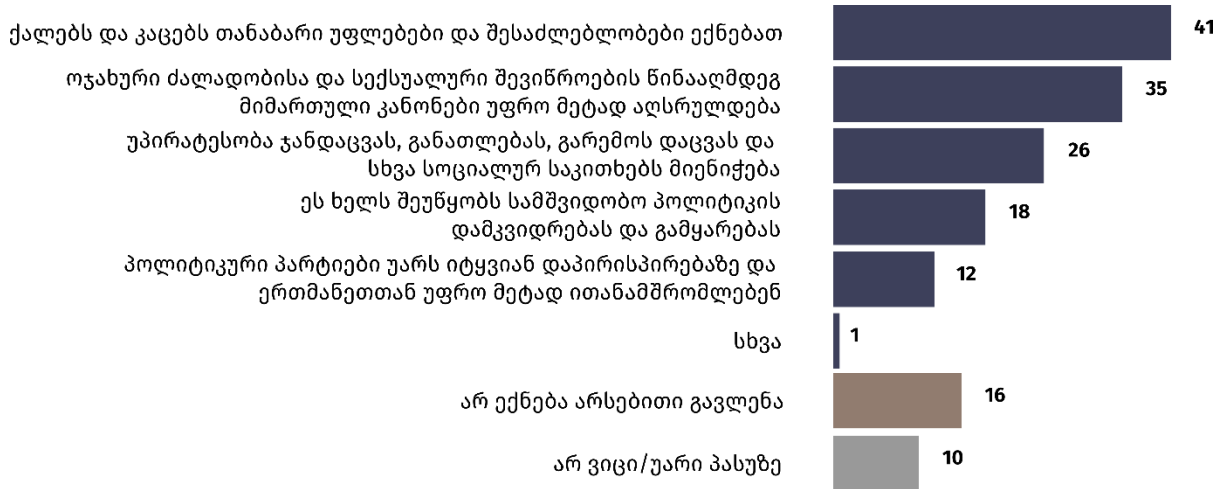 ქალებს და კაცებს თანაბარი უფლებები და შესაძლებლობები ექნებათ
41
ოჯახური ძალადობისა და სექსუალური შევიწროების წინააღმდეგ
მიმართული კანონები უფრო მეტად აღსრულდება
35
უპირატესობა ჯანდაცვას, განათლებას, გარემოს დაცვას და
სხვა სოციალურ საკითხებს მიენიჭება
26
ეს ხელს შეუწყობს სამშვიდობო პოლიტიკის
დამკვიდრებას და გამყარებას
18
პოლიტიკური პარტიები უარს იტყვიან დაპირისპირებაზე და
ერთმანეთთან უფრო მეტად ითანამშრომლებენ
12
სხვა
1
არ ექნება არსებითი გავლენა
16
არ ვიცი/უარი პასუზე
10